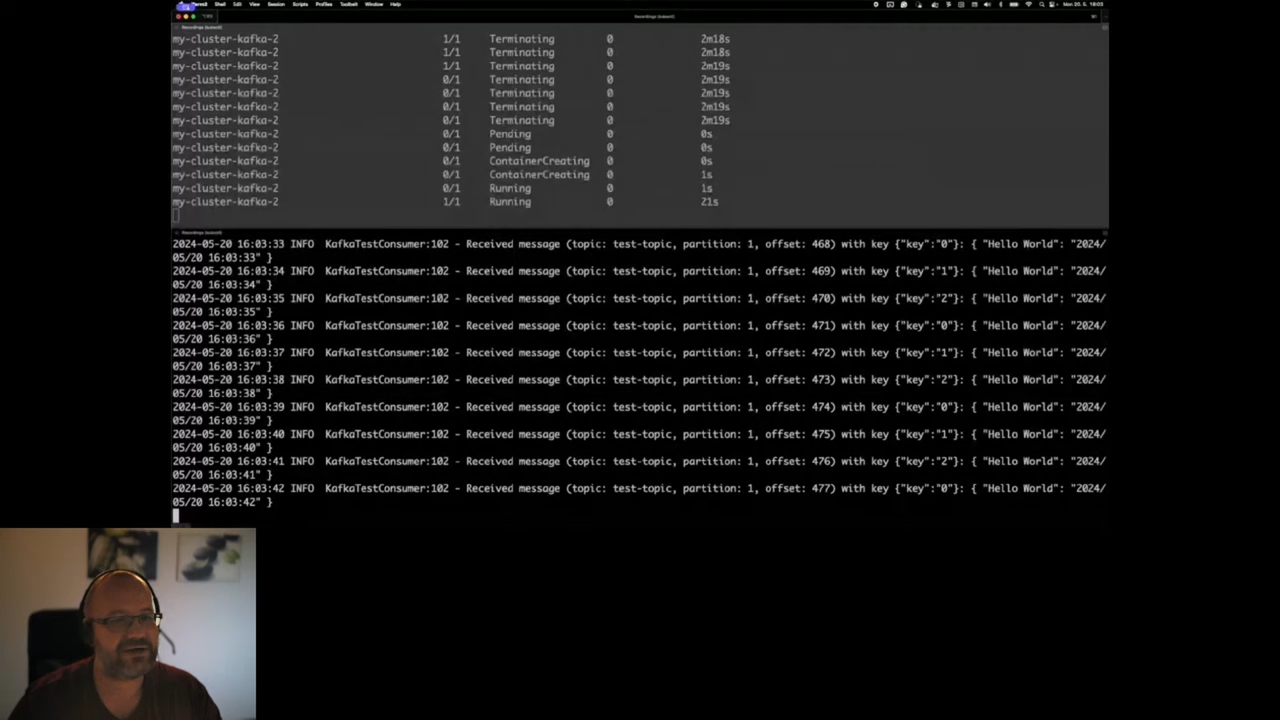 Shell Edit View Session Scripts Profiles Toolbelt Window Help
my-cluster-kafka-2 1/1 Terminating 0 2m18s
my-cluster-kafka-2 1/1 Terminating 0 2m18s
my-cluster-kafka-2 1/1 Terminating 0 2m19s
my-cluster-kafka-2 0/1 Terminating 0 2m19s
my-cluster-kafka-2 0/1 Terminating 0 2m19s
my-cluster-kafka-2 0/1 Terminating 0 2m19s
my-cluster-kafka-2 0/1 Terminating 0 2m19s
my-cluster-kafka-2 0/1 Pending 0 0s
my-cluster-kafka-2 0/1 Pending 0 0s
my-cluster-kafka-2 0/1 ContainerCreating 0 0s
my-cluster-kafka-2 0/1 ContainerCreating 0 1s
my-cluster-kafka-2 0/1 Running 0 1s
my-cluster-kafka-2 1/1 Running 0 21s
2024-05-20 16:03:33 INFO KafkaTestConsumer:102 - Received message (topic: test-topic, partition: 1, offset: 468) with key {"key":"0"}: { "Hello World": "2024/
05/20 16:03:33" }
2024-05-20 16:03:34 INFO KafkaTestConsumer:102 - Received message (topic: test-topic, partition: 1, offset: 469) with key {"key":"1"}: { "Hello World": "2024/
05/20 16:03:34" }
2024-05-20 16:03:35 INFO KafkaTestConsumer:102 - Received message (topic: test-topic, partition: 1, offset: 470) with key {"key":"2"}: { "Hello World": "2024/
05/20 16:03:35" }
2024-05-20 16:03:36 INFO KafkaTestConsumer:102 - Received message (topic: test-topic, partition: 1, offset: 471) with key {"key":"0"}: { "Hello World": "2024/
05/20 16:03:36" }
2024-05-20 16:03:37 INFO KafkaTestConsumer:102 - Received message (topic: test-topic, partition: 1, offset: 472) with key {"key":"1"}: { "Hello World": "2024/
05/20 16:03:37" }
2024-05-20 16:03:38 INFO KafkaTestConsumer:102 - Received message (topic: test-topic, partition: 1, offset: 473) with key {"key":"2"}: { "Hello World": "2024/
05/20 16:03:38" }
2024-05-20 16:03:39 INFO KafkaTestConsumer:102 - Received message (topic: test-topic, partition: 1, offset: 474) with key {"key":"0"}: { "Hello World": "2024/
05/20 16:03:39" }
2024-05-20 16:03:40 INFO KafkaTestConsumer:102 - Received message (topic: test-topic, partition: 1, offset: 475) with key {"key":"1"}: { "Hello World": "2024/
05/20 16:03:40" }
2024-05-20 16:03:41 INFO KafkaTestConsumer:102 - Received message (topic: test-topic, partition: 1, offset: 476) with key {"key":"2"}: { "Hello World": "2024/
05/20 16:03:41" }
2024-05-20 16:03:42 INFO KafkaTestConsumer:102 - Received message (topic: test-topic, partition: 1, offset: 477) with key {"key":"0"}: { "Hello World": "2024/
05/20 16:03:42" }